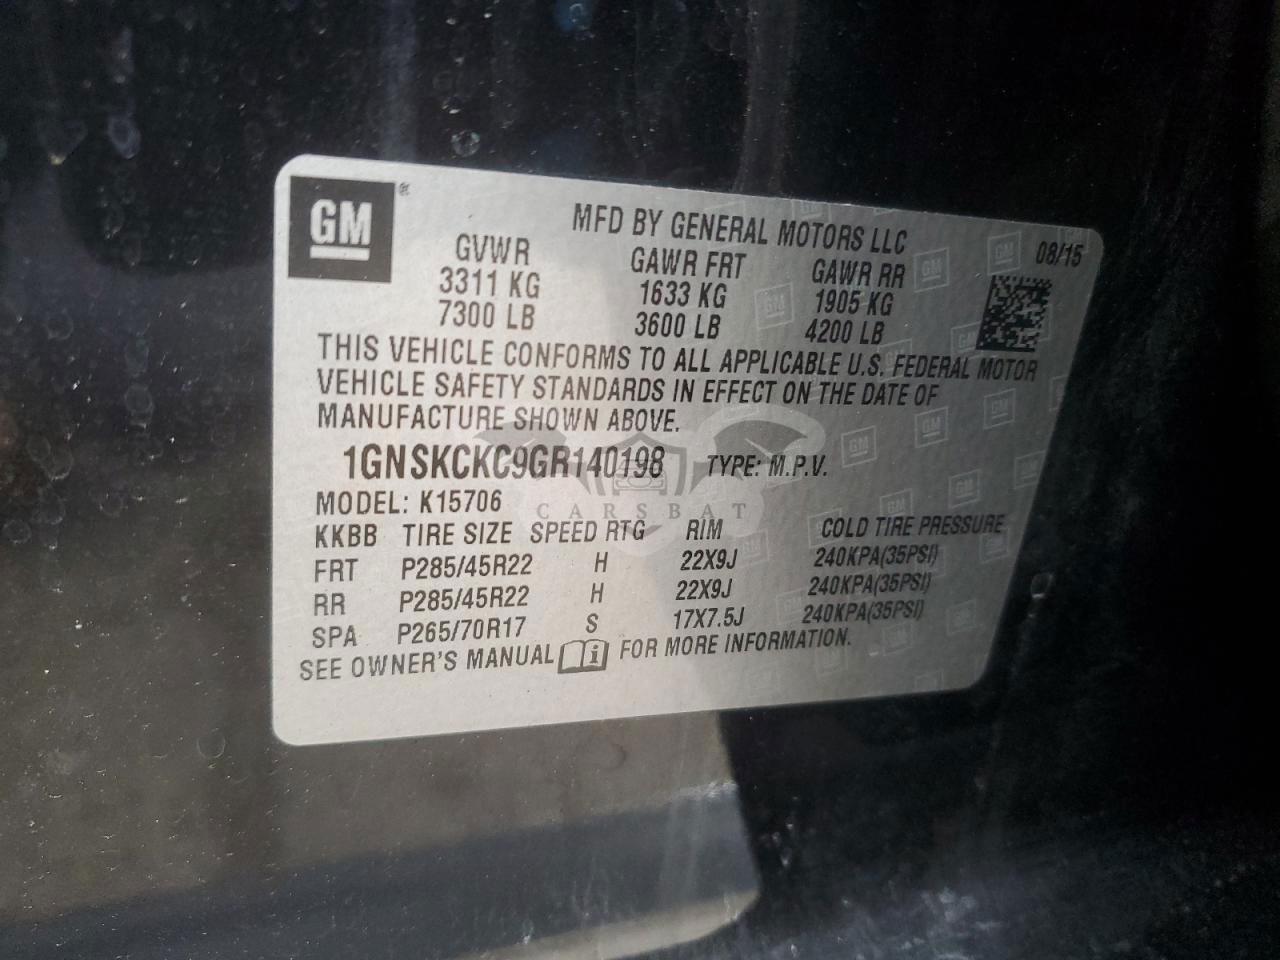 GM
MFD BY GENERAL MOTORS LLC
08/15
GVWR GAWR FRT GAWR RR
3311 KG 1633 KG 1905 KG
7300 LB 3600 LB 4200 LB
THIS VEHICLE CONFORMS TO ALL APPLICABLE U.S. FEDERAL MOTOR
VEHICLE SAFETY STANDARDS IN EFFECT ON THE DATE OF
MANUFACTURE SHOWN ABOVE.
1GNSKCKC9GR140198 TYPE: M.P.V.
MODEL: K15706
CARSBAT
KKBB TIRE SIZE SPEED RTG RIM COLD TIRE PRESSURE
FRT P285/45R22 H 22X9J 240KPA(35PSI)
RR P285/45R22 H 22X9J 240KPA(35PSI)
SPA P265/70R17 S 17X7.5J 240KPA(35PSI)
SEE OWNER'S MANUAL i FOR MORE INFORMATION.